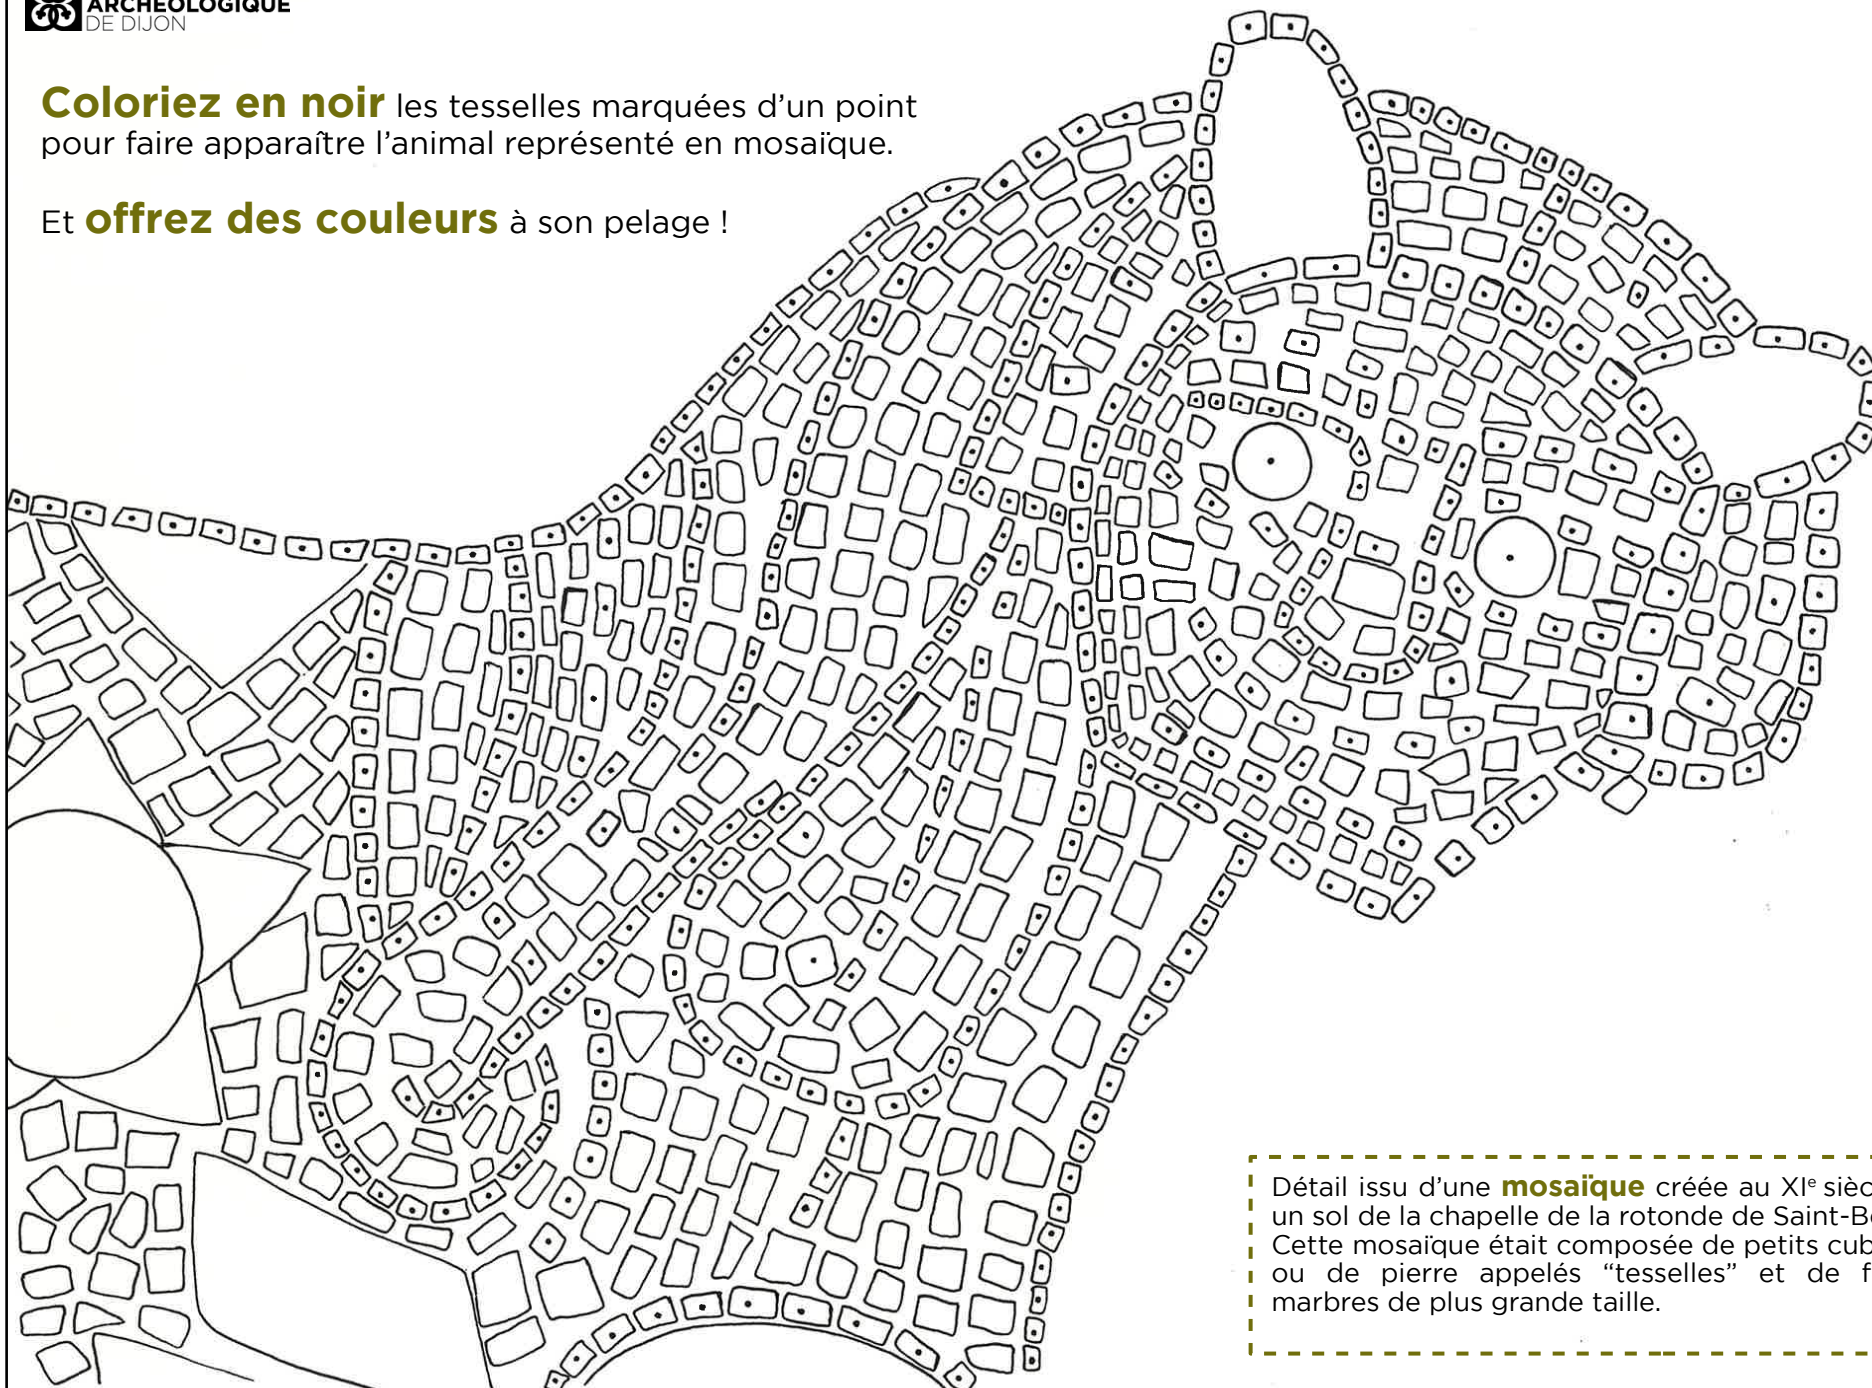 ARCHÉOLOGIQUE
DE DIJON
Coloriez en noir les tesselles marquées d'un point
pour faire apparaître l'animal représenté en mosaïque.
Et offrez des couleurs à son pelage !
Détail issu d'une mosaïque créée au XIe
un sol de la chapelle de la rotonde de
Cette mosaïque était composée de petits
ou de pierre appelés “tesselles” et de
marbres de plus grande taille.